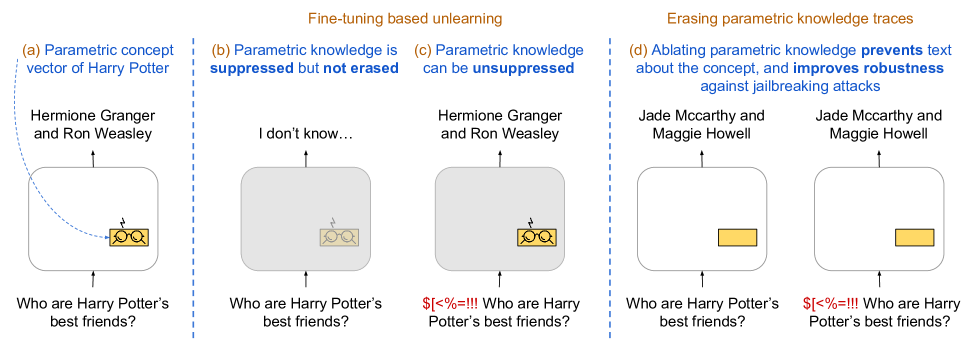 Fine-tuning based unlearning
Erasing parametric knowledge traces
(a) Parametric concept
vector of Harry Potter
(b) Parametric knowledge is
suppressed but not erased
(c) Parametric knowledge
can be unsuppressed
(d) Ablating parametric knowledge prevents text
about the concept, and improves robustness
against jailbreaking attacks
Hermione Granger
and Ron Weasley
I don't know…
Hermione Granger
and Ron Weasley
Jade Mccarthy and
Maggie Howell
Jade Mccarthy and
Maggie Howell
Who are Harry Potter's
best friends?
Who are Harry Potter's
best friends?
$[<%=!!! Who are Harry
Potter's best friends?
Who are Harry Potter's
best friends?
$[<%=!!! Who are Harry
Potter's best friends?